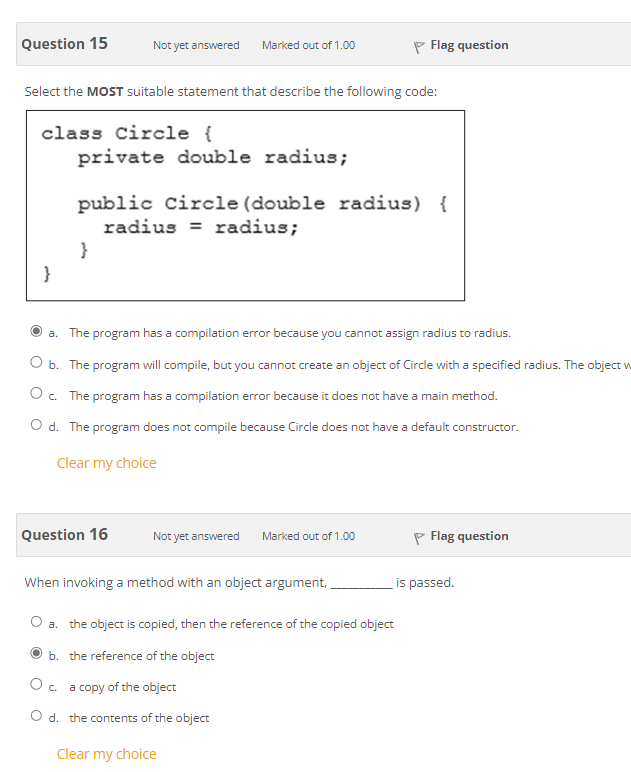 Question 15 Not yet answered Marked out of 1.00 Flag question
Select the MOST suitable statement that describe the following code:
class Circle {
private double radius;
public Circle(double radius) {
radius = radius;
}
}
a. The program has a compilation error because you cannot assign radius to radius.
b. The program will compile, but you cannot create an object of Circle with a specified radius. The object
c. The program has a compilation error because it does not have a main method.
d. The program does not compile because Circle does not have a default constructor.
Clear my choice
Question 16 Not yet answered Marked out of 1.00 Flag question
When invoking a method with an object argument, __________ is passed.
a. the object is copied, then the reference of the copied object
b. the reference of the object
c. a copy of the object
d. the contents of the object
Clear my choice